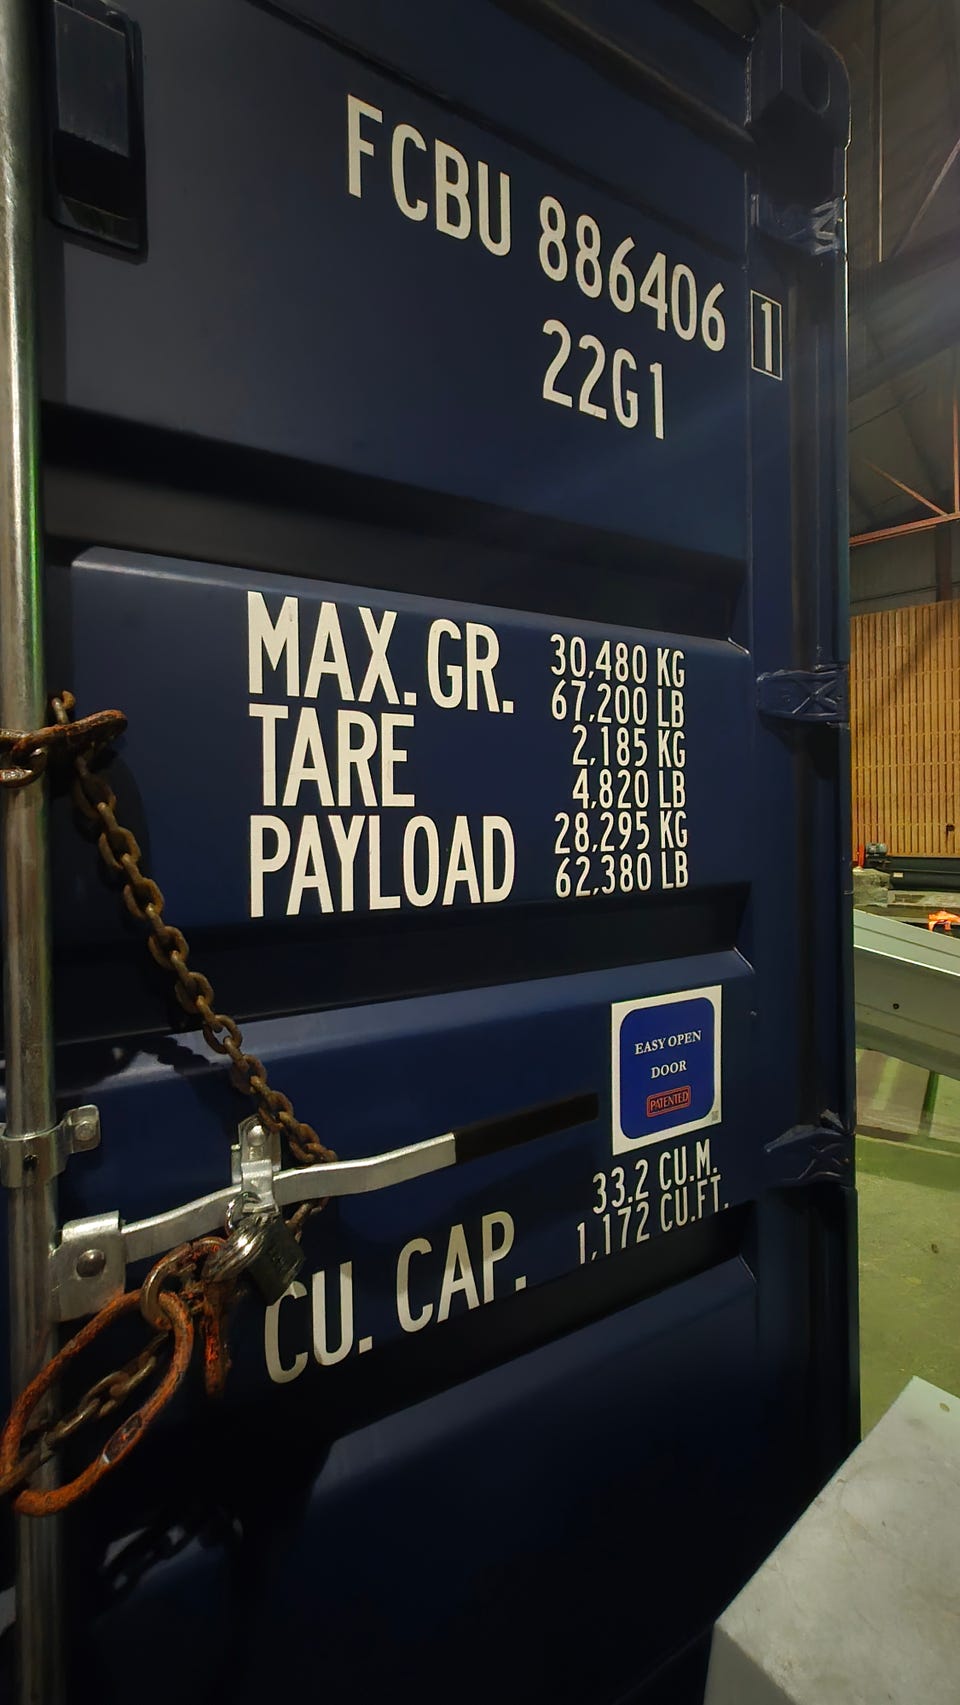 FCBU 886406 1
22G1
MAX. GR. 30,480 KG
67,200 LB
TARE 2,185 KG
4,820 LB
PAYLOAD 28,295 KG
62,380 LB
EASY OPEN
DOOR
PATENTED
CU. CAP. 33.2 CU.M.
1,172 CU.FT.